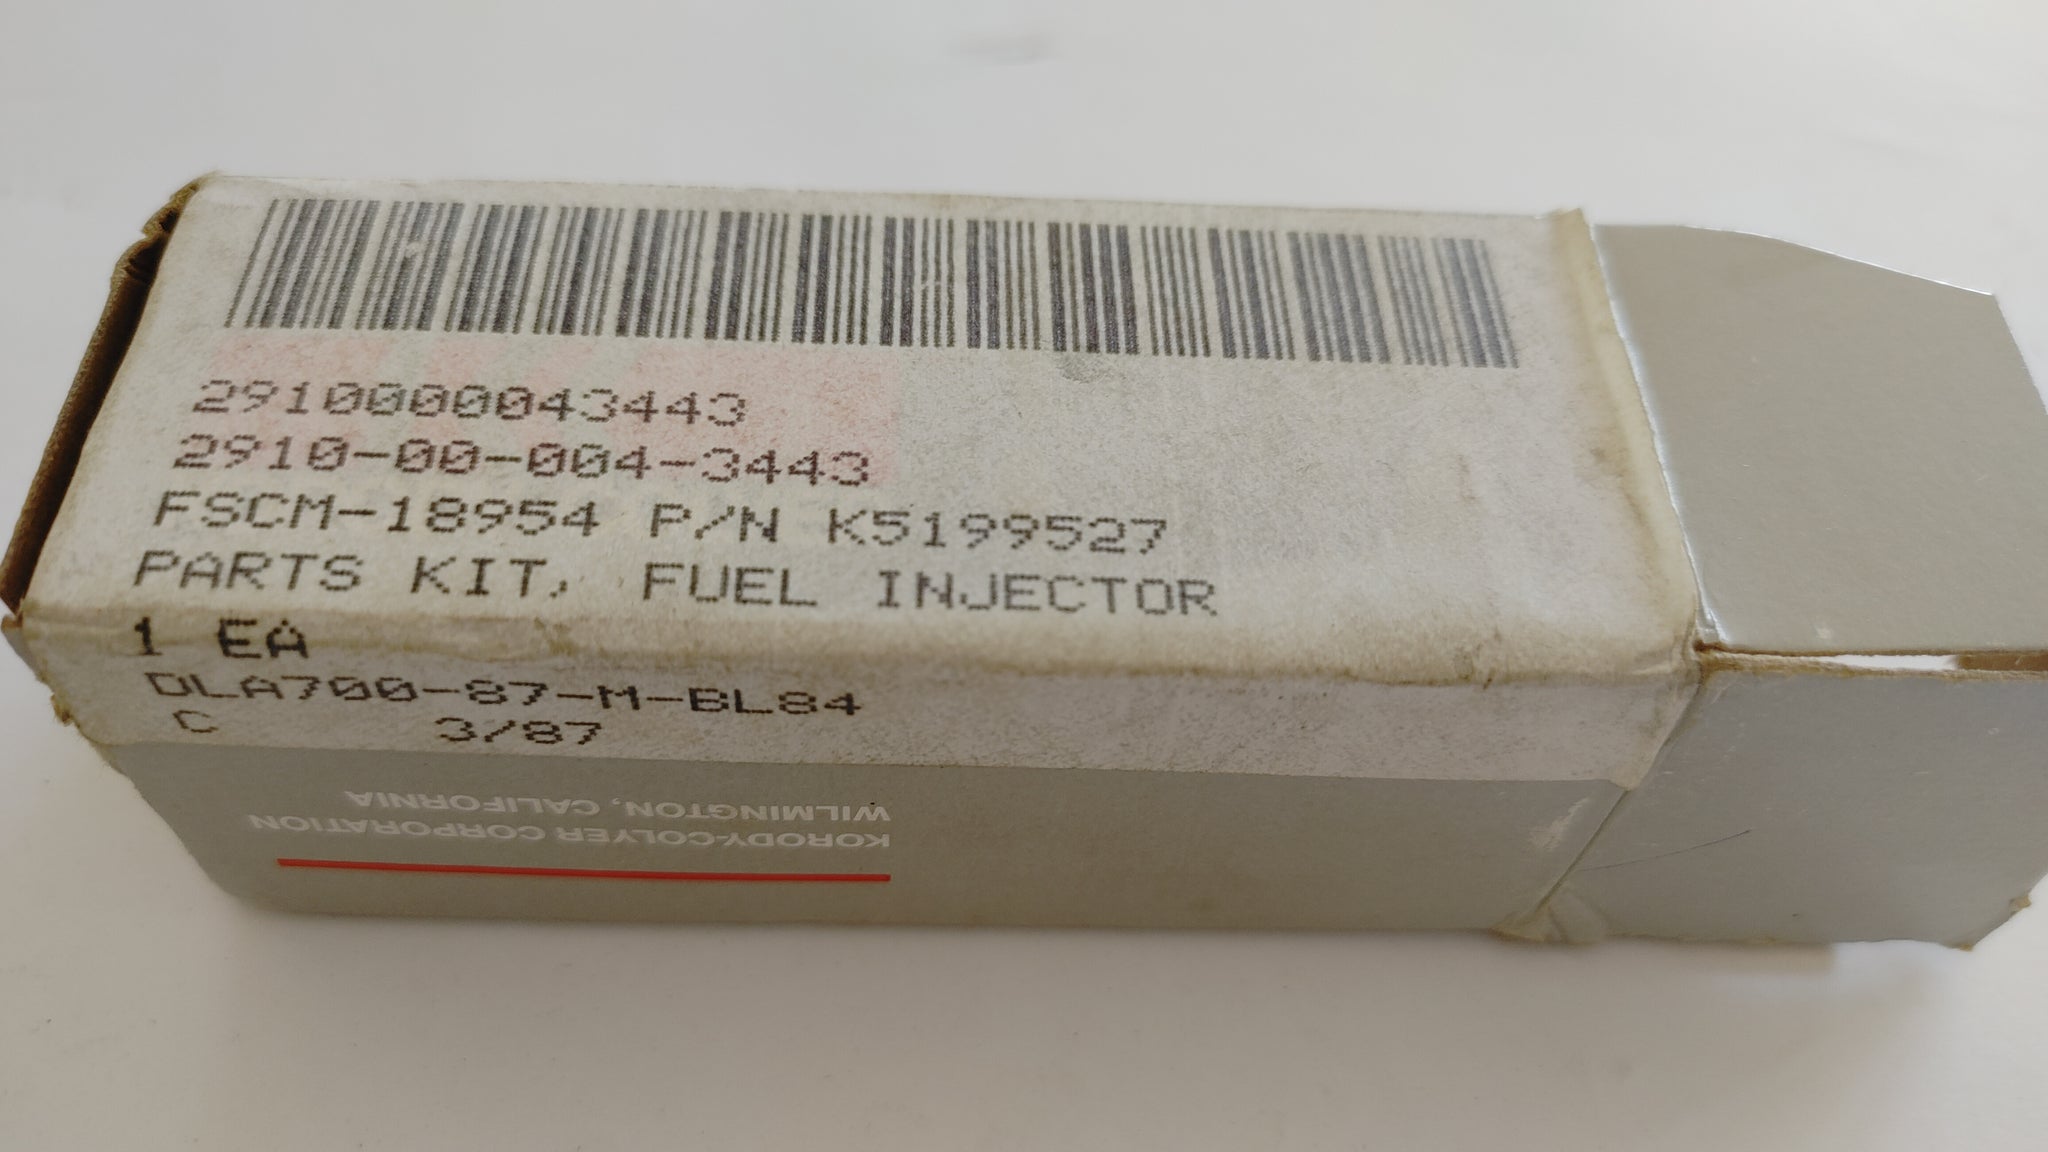 2910000043443
2910-00-004-3443
FSCM-18954 P/N K5199527
PARTS KIT, FUEL INJECTOR
1 EA
DLA700-87-M-BL84
C 3/87
KORODY-COLYER CORPORATION
WILMINGTON, CALIFORNIA